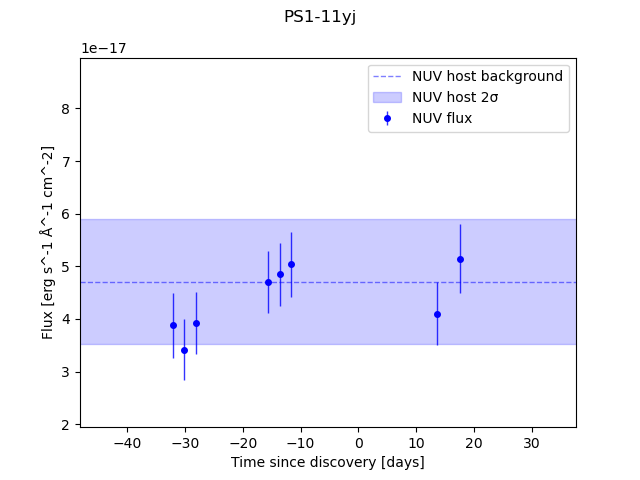 PS1-11yj
1e−17
NUV host background
NUV host 2σ
NUV flux
8
7
6
5
4
3
2
Flux [erg s^-1 Å^-1 cm^-2]
−40 −30 −20 −10 0 10 20 30
Time since discovery [days]